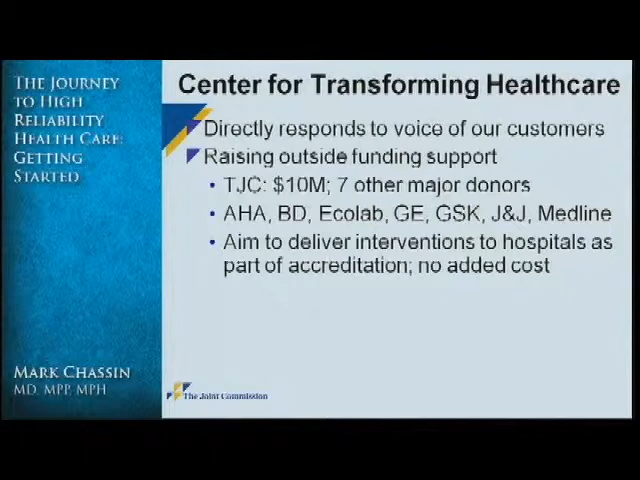 THE JOURNEY
TO HIGH
RELIABILITY
HEALTH CARE:
GETTING
STARTED
MARK CHASSIN
MD, MPP, MPH
Center for Transforming Healthcare
Directly responds to voice of our customers
Raising outside funding support
• TJC: $10M; 7 other major donors
• AHA, BD, Ecolab, GE, GSK, J&J, Medline
• Aim to deliver interventions to hospitals as
part of accreditation; no added cost
The Joint Commission